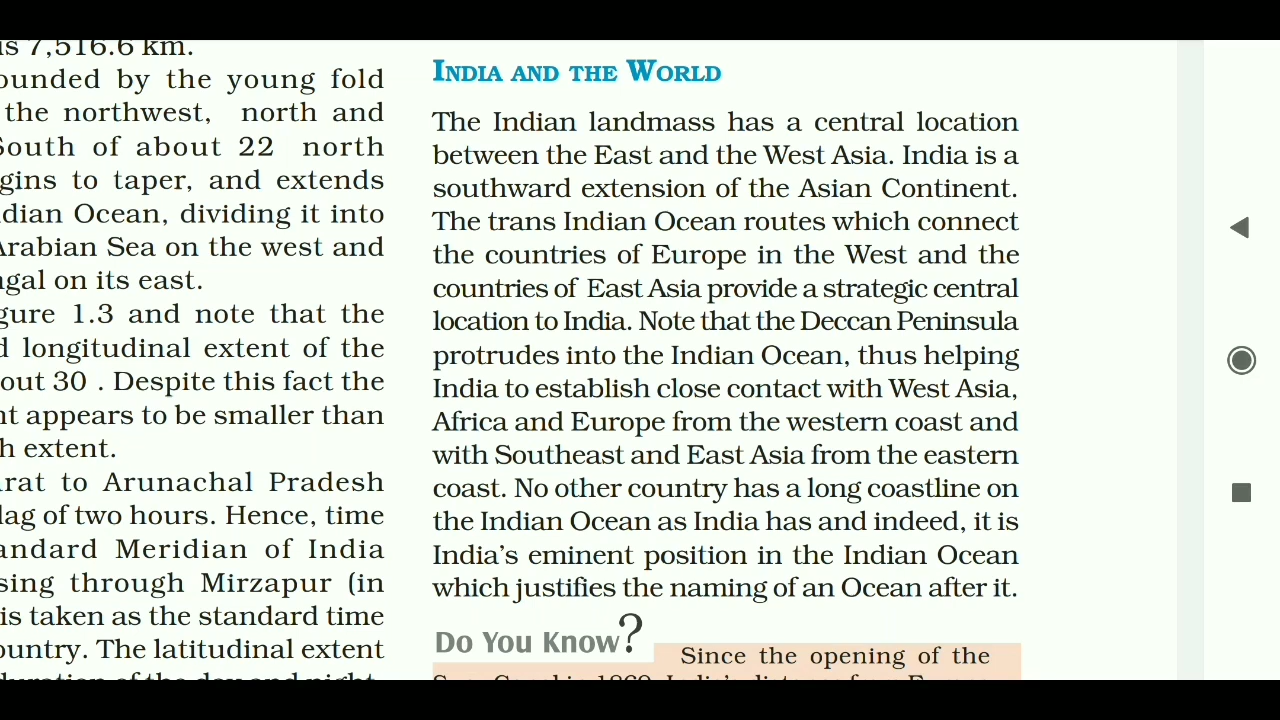 is 7,516.6 km.
ounded by the young fold
the northwest, north and
South of about 22 north
gins to taper, and extends
dian Ocean, dividing it into
Arabian Sea on the west and
ngal on its east.
gure 1.3 and note that the
d longitudinal extent of the
out 30 . Despite this fact the
nt appears to be smaller than
h extent.
arat to Arunachal Pradesh
lag of two hours. Hence, time
andard Meridian of India
sing through Mirzapur (in
is taken as the standard time
ountry. The latitudinal extent
duration of the day and night
INDIA AND THE WORLD
The Indian landmass has a central location
between the East and the West Asia. India is a
southward extension of the Asian Continent.
The trans Indian Ocean routes which connect
the countries of Europe in the West and the
countries of East Asia provide a strategic central
location to India. Note that the Deccan Peninsula
protrudes into the Indian Ocean, thus helping
India to establish close contact with West Asia,
Africa and Europe from the western coast and
with Southeast and East Asia from the eastern
coast. No other country has a long coastline on
the Indian Ocean as India has and indeed, it is
India's eminent position in the Indian Ocean
which justifies the naming of an Ocean after it.
Do You Know?
Since the opening of the